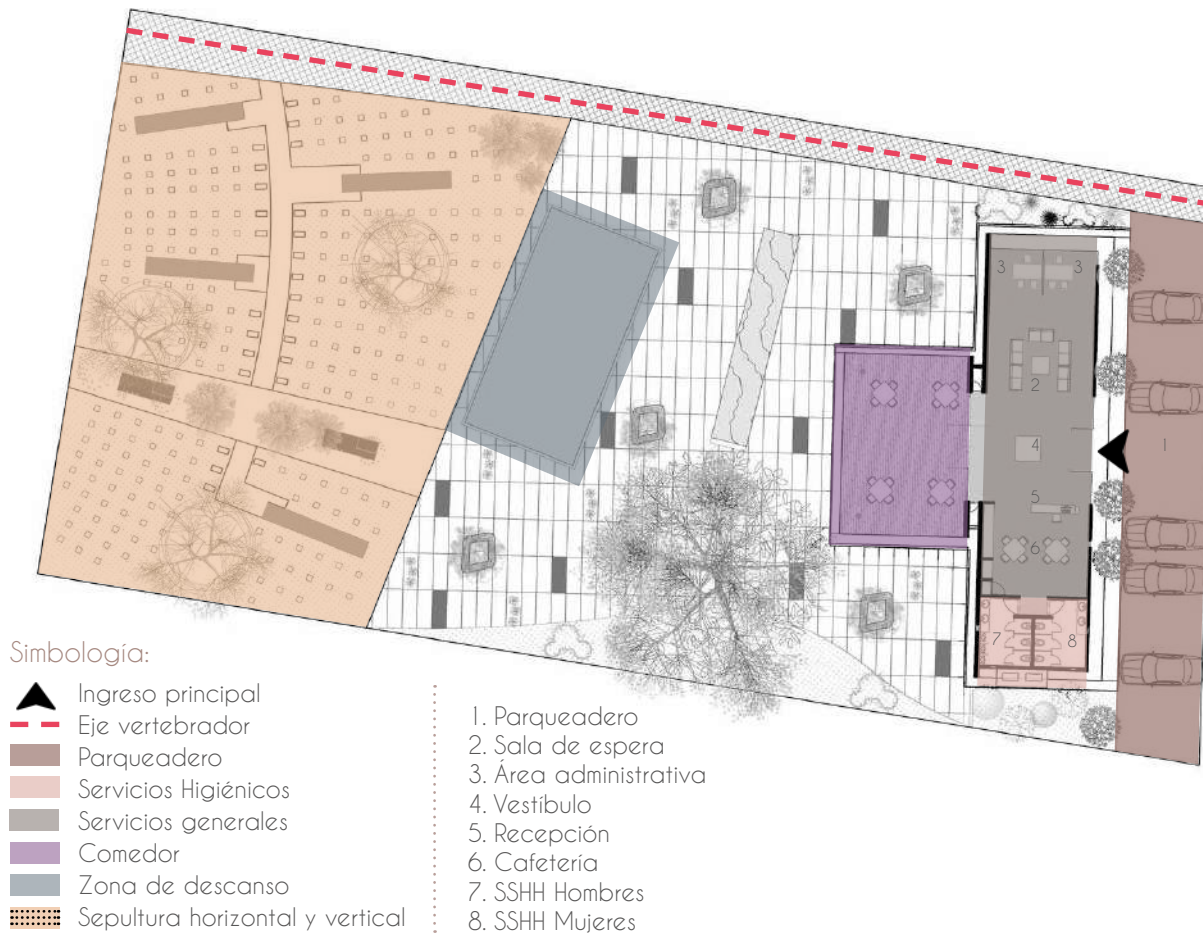 3
3
2
4
1
5
6
7
8
Simbología:
Ingreso principal
Eje vertebrador
Parqueadero
Servicios Higiénicos
Servicios generales
Comedor
Zona de descanso
Sepultura horizontal y vertical
1. Parqueadero
2. Sala de espera
3. Área administrativa
4. Vestíbulo
5. Recepción
6. Cafetería
7. SSHH Hombres
8. SSHH Mujeres